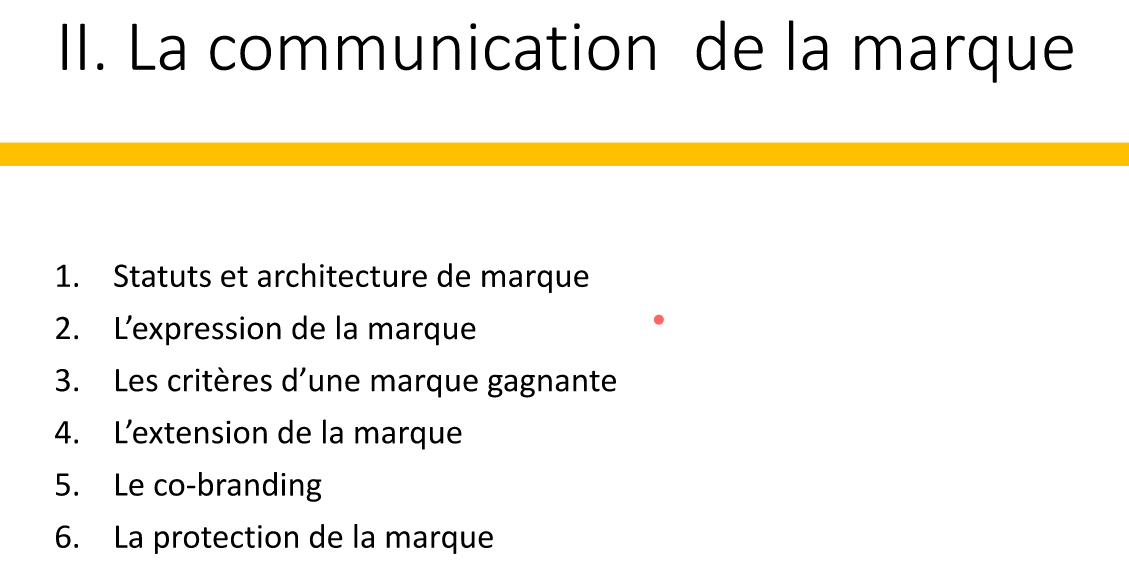 II. La communication  de la marque
1. Statuts et architecture de marque
2. L’expression de la marque
3. Les critères d’une marque gagnante
4. L’extension de la marque
5. Le co-branding
6. La protection de la marque